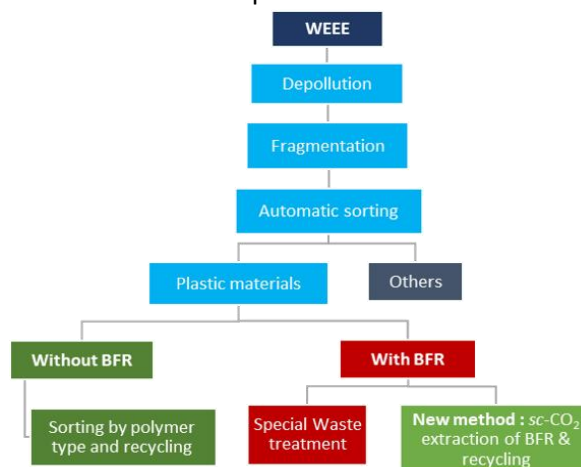 WEEE
Depollution
Fragmentation
Automatic sorting
Plastic materials
Others
Without BFR
With BFR
Sorting by polymer
type and recycling
Special Waste
treatment
New method : sc-CO₂
extraction of BFR &
recycling